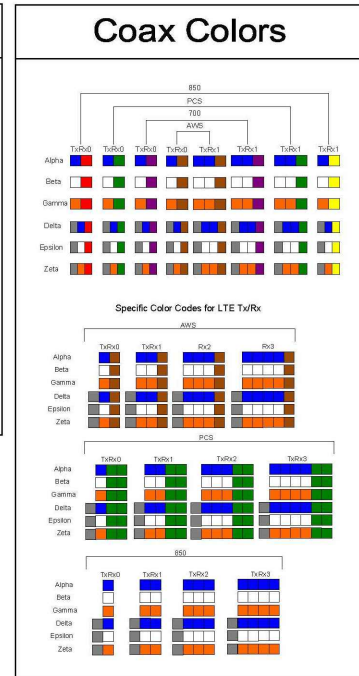 Coax Colors
850
PCS
700
AWS
TxRx0 TxRx0 TxRx0 TxRx0 TxRx1 TxRx1 TxRx1 TxRx1
Alpha
Beta
Gamma
Delta
Epsilon
Zeta
Specific Color Codes for LTE Tx/Rx
AWS
TxRx0 TxRx1 Rx2 Rx3
Alpha
Beta
Gamma
Delta
Epsilon
Zeta
PCS
TxRx0 TxRx1 TxRx2 TxRx3
Alpha
Beta
Gamma
Delta
Epsilon
Zeta
850
TxRx0 TxRx1 TxRx2 TxRx3
Alpha
Beta
Gamma
Delta
Epsilon
Zeta